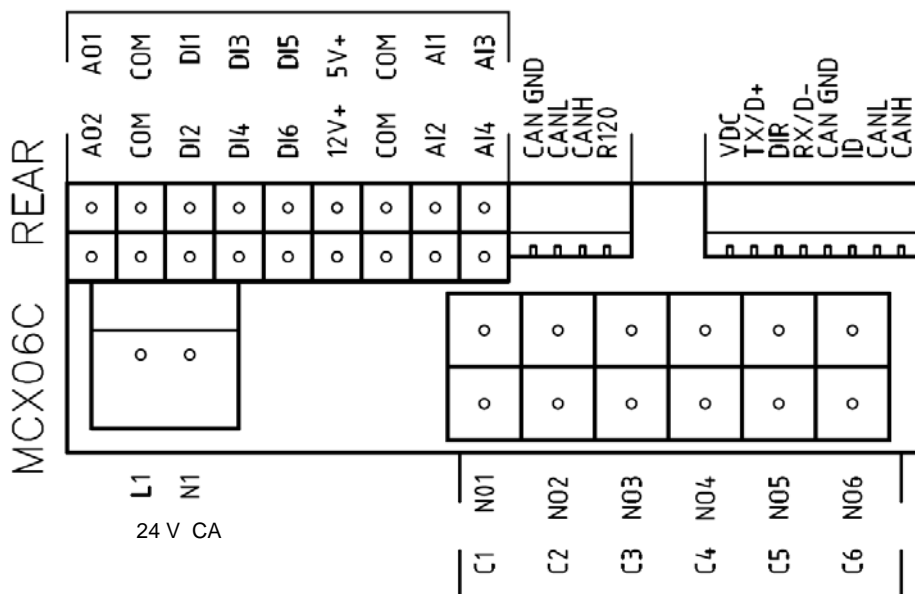 AO1 COM DI1 DI3 DI5 5V+ COM AI1 AI3
AO2 COM DI2 DI4 DI6 12V+ COM AI2 AI4
CAN GND
CANL
CANH
R120
VDC
TX/D+
DIR
RX/D-
CAN GND
ID
CANL
CANH
MCX06C REAR
L1 N1
24 V CA
NO1 NO2 NO3 NO4 NO5 NO6
C1 C2 C3 C4 C5 C6